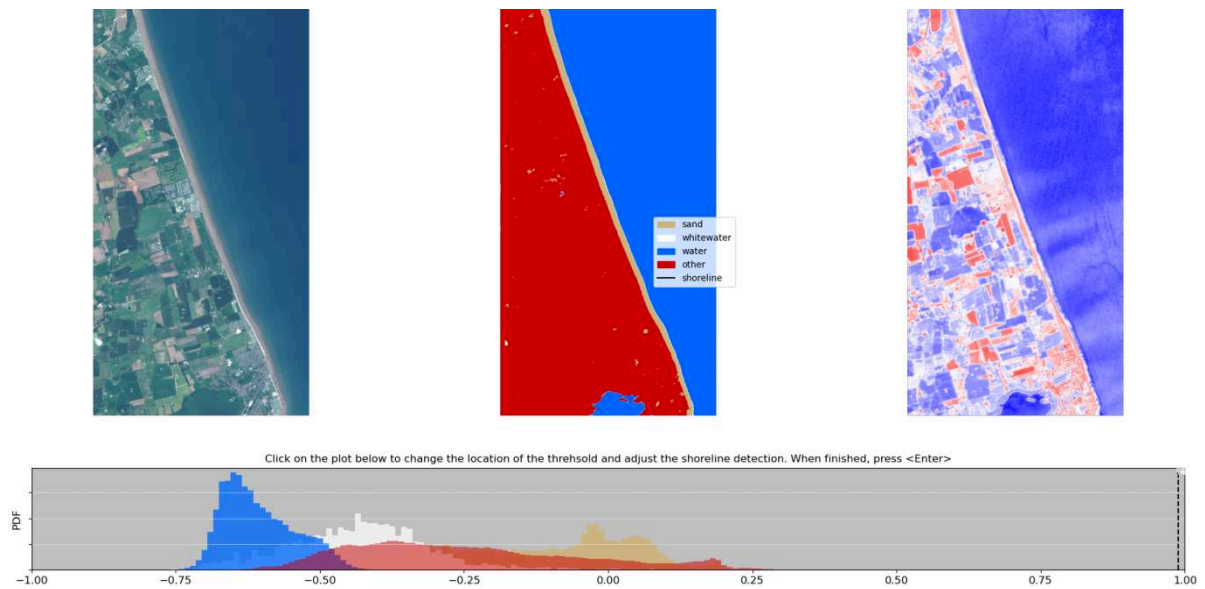 sand
whitewater
water
other
shoreline
Click on the plot below to change the location of the threhsold and adjust the shoreline detection. When finished, press <Enter>
PDF
−1.00 −0.75 −0.50 −0.25 0.00 0.25 0.50 0.75 1.00